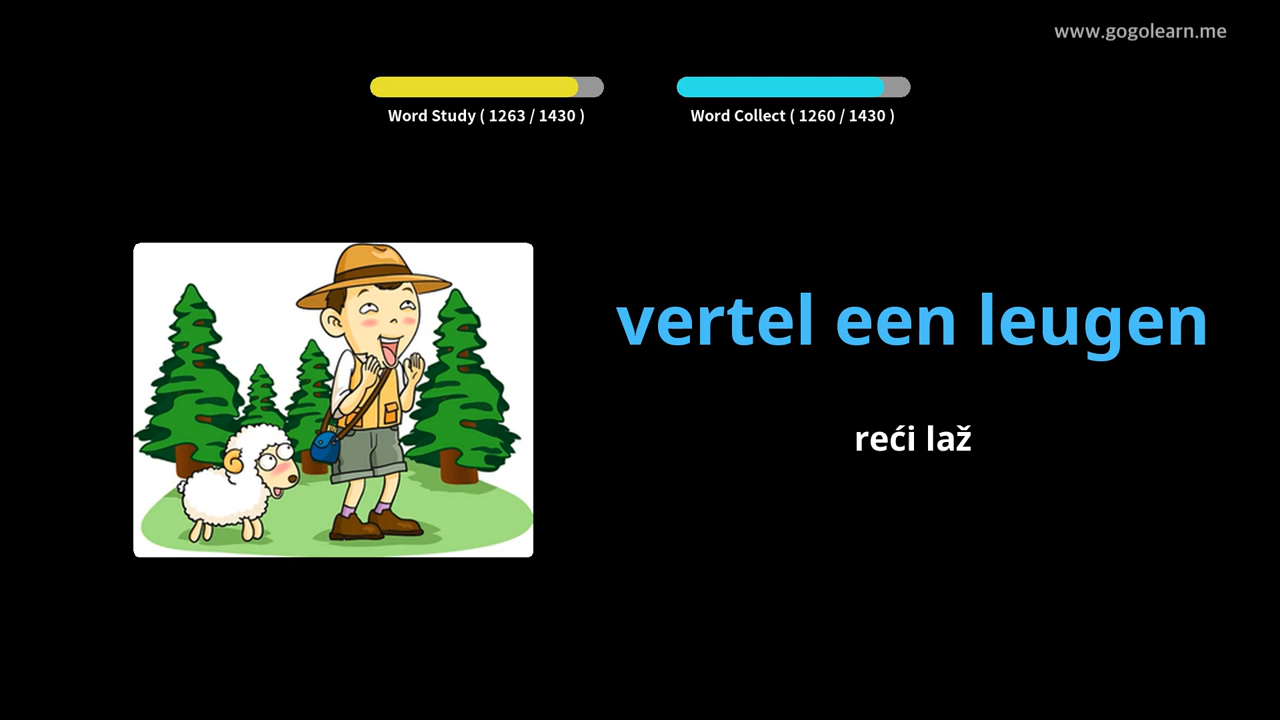 www.gogolearn.me
Word Study ( 1263 / 1430 )
Word Collect ( 1260 / 1430 )
vertel een leugen
reći laž